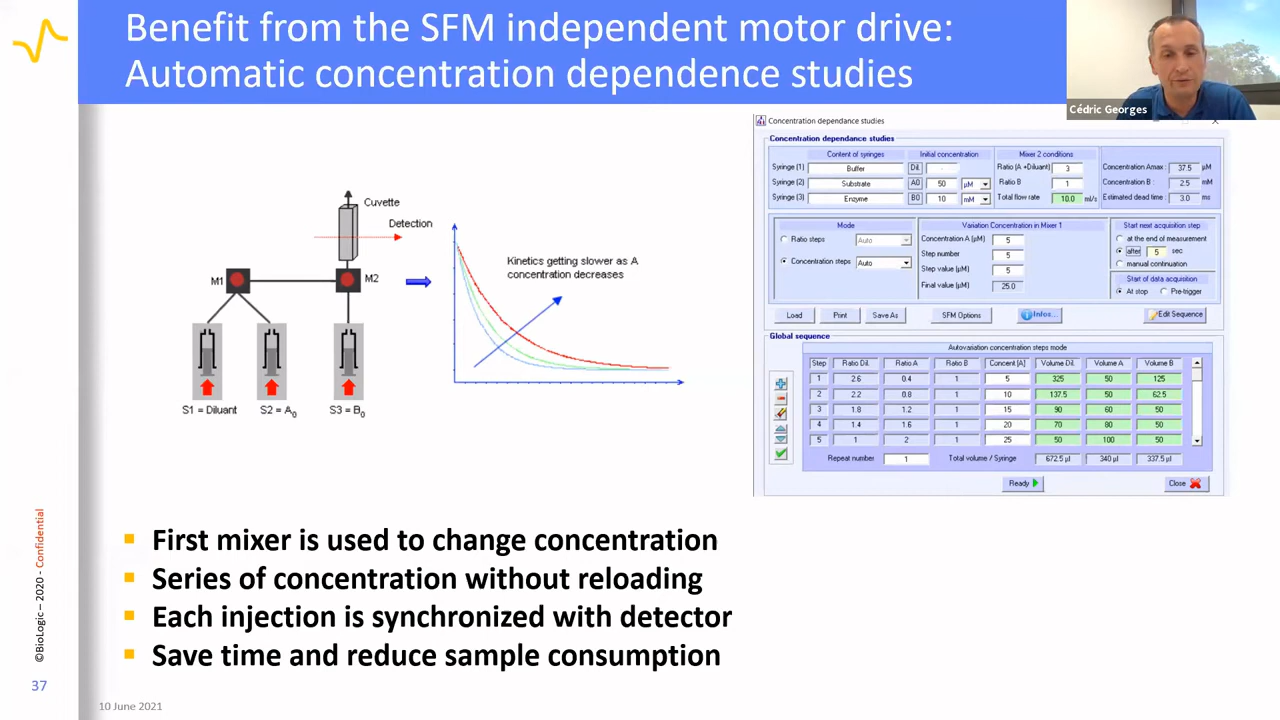 Benefit from the SFM independent motor drive:
Automatic concentration dependence studies
Cédric Georges
Cuvette
Detection
M1
M2
S1 = Diluant
S2 = A0
S3 = B0
Kinetics getting slower as A
concentration decreases
Concentration dependance studies
Concentration dependance studies
Content of syringes
Initial concentration
Mixer 2 conditions
Syringe (1) Buffer Dil. - Ratio (A +Diluant) 3 Concentration Amax : 37.5 µM
Syringe (2) Substrate A0 50 µM Ratio B 1 Concentration B : 2.5 mM
Syringe (3) Enzyme B0 10 mM Total flow rate 10.0 ml/s Estimated dead time : 3.0 ms
Mode
Ratio steps Auto
Concentration steps Auto
Variation Concentration in Mixer 1
Concentration A (µM) 5
Step number 5
Step value (µM) 5
Final value (µM) 25.0
Start next acquisition step
at the end of measurement
after 5 sec
manual continuation
Start of data acquisition
At stop Pre-trigger
Load Print Save As SFM Options Infos... Edit Sequence
Global sequence
Autovariation concentration steps mode
Step Ratio Dil. Ratio A Ratio B Concent.[A] Volume Dil. Volume A Volume B
1 2.6 0.4 1 5 325 50 125
2 2.2 0.8 1 10 137.5 50 62.5
3 1.8 1.2 1 15 90 60 50
4 1.4 1.6 1 20 70 80 50
5 1 2 1 25 50 100 50
Repeat number 1 Total volume / Syringe 672.5 µl 340 µl 337.5 µl
Ready Close
First mixer is used to change concentration
Series of concentration without reloading
Each injection is synchronized with detector
Save time and reduce sample consumption
©BioLogic – 2020 - Confidential
37
10 June 2021